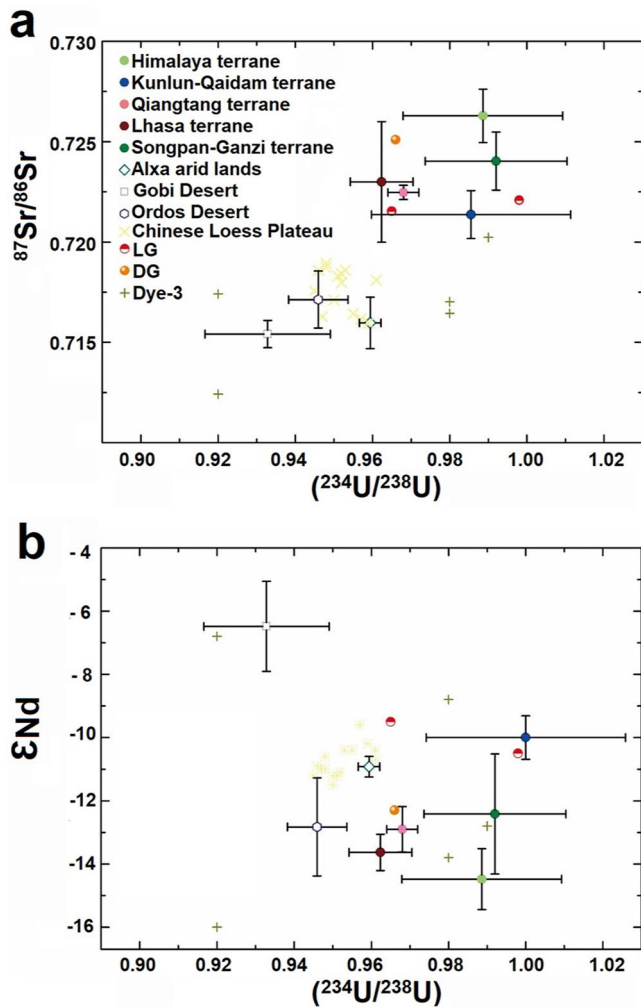 a
0.730
0.725
0.720
0.715
⁸⁷Sr/⁸⁶Sr
Himalaya terrane
Kunlun-Qaidam terrane
Qiangtang terrane
Lhasa terrane
Songpan-Ganzi terrane
Alxa arid lands
Gobi Desert
Ordos Desert
Chinese Loess Plateau
LG
DG
Dye-3
0.90 0.92 0.94 0.96 0.98 1.00 1.02
(²³⁴U/²³⁸U)
b
- 4
- 6
- 8
-10
-12
-14
-16
εNd
0.90 0.92 0.94 0.96 0.98 1.00 1.02
(²³⁴U/²³⁸U)